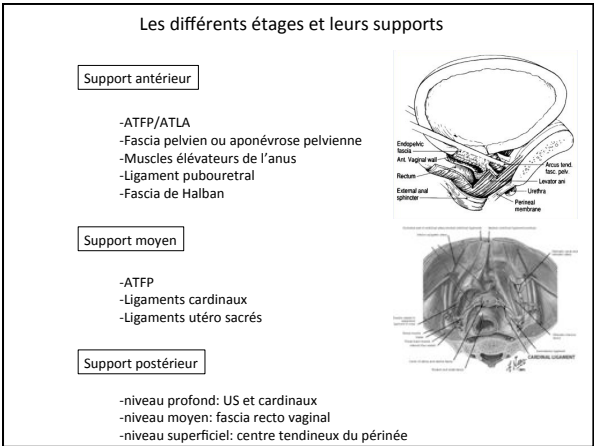 Les différents étages et leurs supports
Support antérieur
-ATFP/ATLA
-Fascia pelvien ou aponévrose pelvienne
-Muscles élévateurs de l'anus
-Ligament pubouretral
-Fascia de Halban
Endopelvic
fascia
Ant. Vaginal wall
Rectum
External anal
sphincter
Arcus tend.
fasc. pelv.
Levator ani
Urethra
Perineal
membrane
Support moyen
-ATFP
-Ligaments cardinaux
-Ligaments utéro sacrés
CARDINAL LIGAMENT
Support postérieur
-niveau profond: US et cardinaux
-niveau moyen: fascia recto vaginal
-niveau superficiel: centre tendineux du périnée